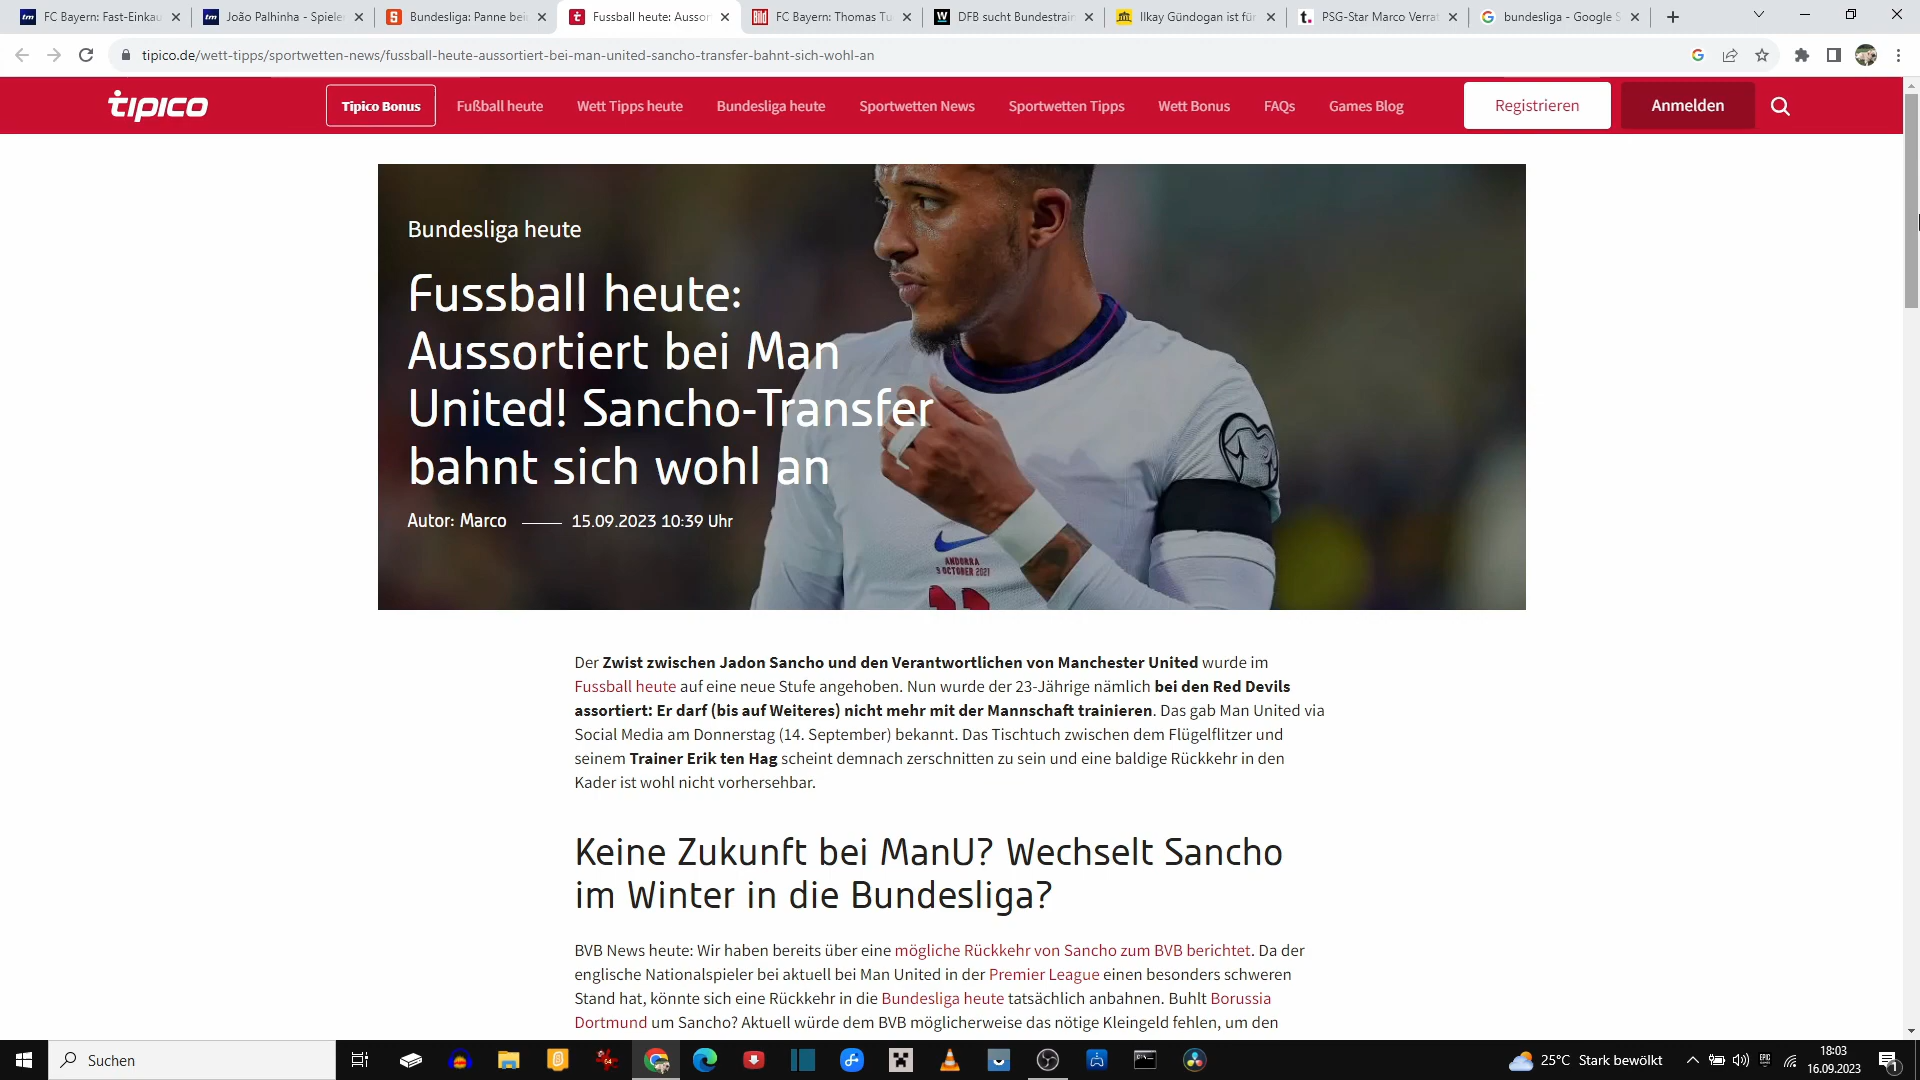 FC Bayern: Fast-Einkau
João Palhinha - Spieler
Bundesliga: Panne bei
Fussball heute: Aussor
FC Bayern: Thomas Tu
DFB sucht Bundestrain
Ilkay Gündogan ist für
PSG-Star Marco Verrat
bundesliga - Google S
tipico.de/wett-tipps/sportwetten-news/fussball-heute-aussortiert-bei-man-united-sancho-transfer-bahnt-sich-wohl-an
tipico
Tipico Bonus
Fußball heute
Wett Tipps heute
Bundesliga heute
Sportwetten News
Sportwetten Tipps
Wett Bonus
FAQs
Games Blog
Registrieren
Anmelden
Bundesliga heute
Fussball heute:
Aussortiert bei Man
United! Sancho-Transfer
bahnt sich wohl an
Autor: Marco
15.09.2023 10:39 Uhr
ANDORRA
9 OCTOBER 2021
Der Zwist zwischen Jadon Sancho und den Verantwortlichen von Manchester United wurde im
Fussball heute auf eine neue Stufe angehoben. Nun wurde der 23-Jährige nämlich bei den Red Devils
assortiert: Er darf (bis auf Weiteres) nicht mehr mit der Mannschaft trainieren. Das gab Man United via
Social Media am Donnerstag (14. September) bekannt. Das Tischtuch zwischen dem Flügelflitzer und
seinem Trainer Erik ten Hag scheint demnach zerschnitten zu sein und eine baldige Rückkehr in den
Kader ist wohl nicht vorhersehbar.
Keine Zukunft bei ManU? Wechselt Sancho
im Winter in die Bundesliga?
BVB News heute: Wir haben bereits über eine mögliche Rückkehr von Sancho zum BVB berichtet. Da der
englische Nationalspieler bei aktuell bei Man United in der Premier League einen besonders schweren
Stand hat, könnte sich eine Rückkehr in die Bundesliga heute tatsächlich anbahnen. Buhlt Borussia
Dortmund um Sancho? Aktuell würde dem BVB möglicherweise das nötige Kleingeld fehlen, um den
Suchen
25°C Stark bewölkt
18:03
16.09.2023
1